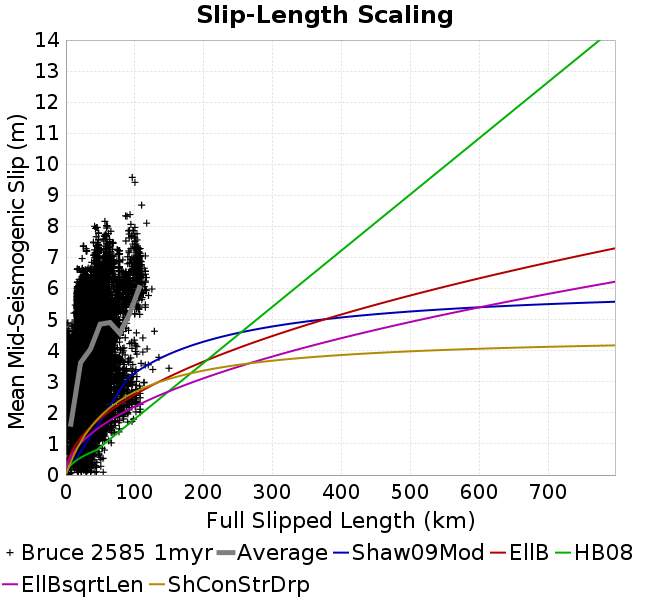 Slip-Length Scaling
Mean Mid-Seismogenic Slip (m)
14
13
12
11
10
9
8
7
6
5
4
3
2
1
0
0 100 200 300 400 500 600 700
Full Slipped Length (km)
Bruce 2585 1myr Average Shaw09Mod EllB HB08
EllBsqrtLen ShConStrDrp